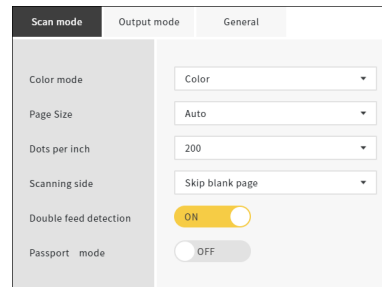 Scan mode Output mode General
Color mode Color
Page Size Auto
Dots per inch 200
Scanning side Skip blank page
Double feed detection ON
Passport mode OFF